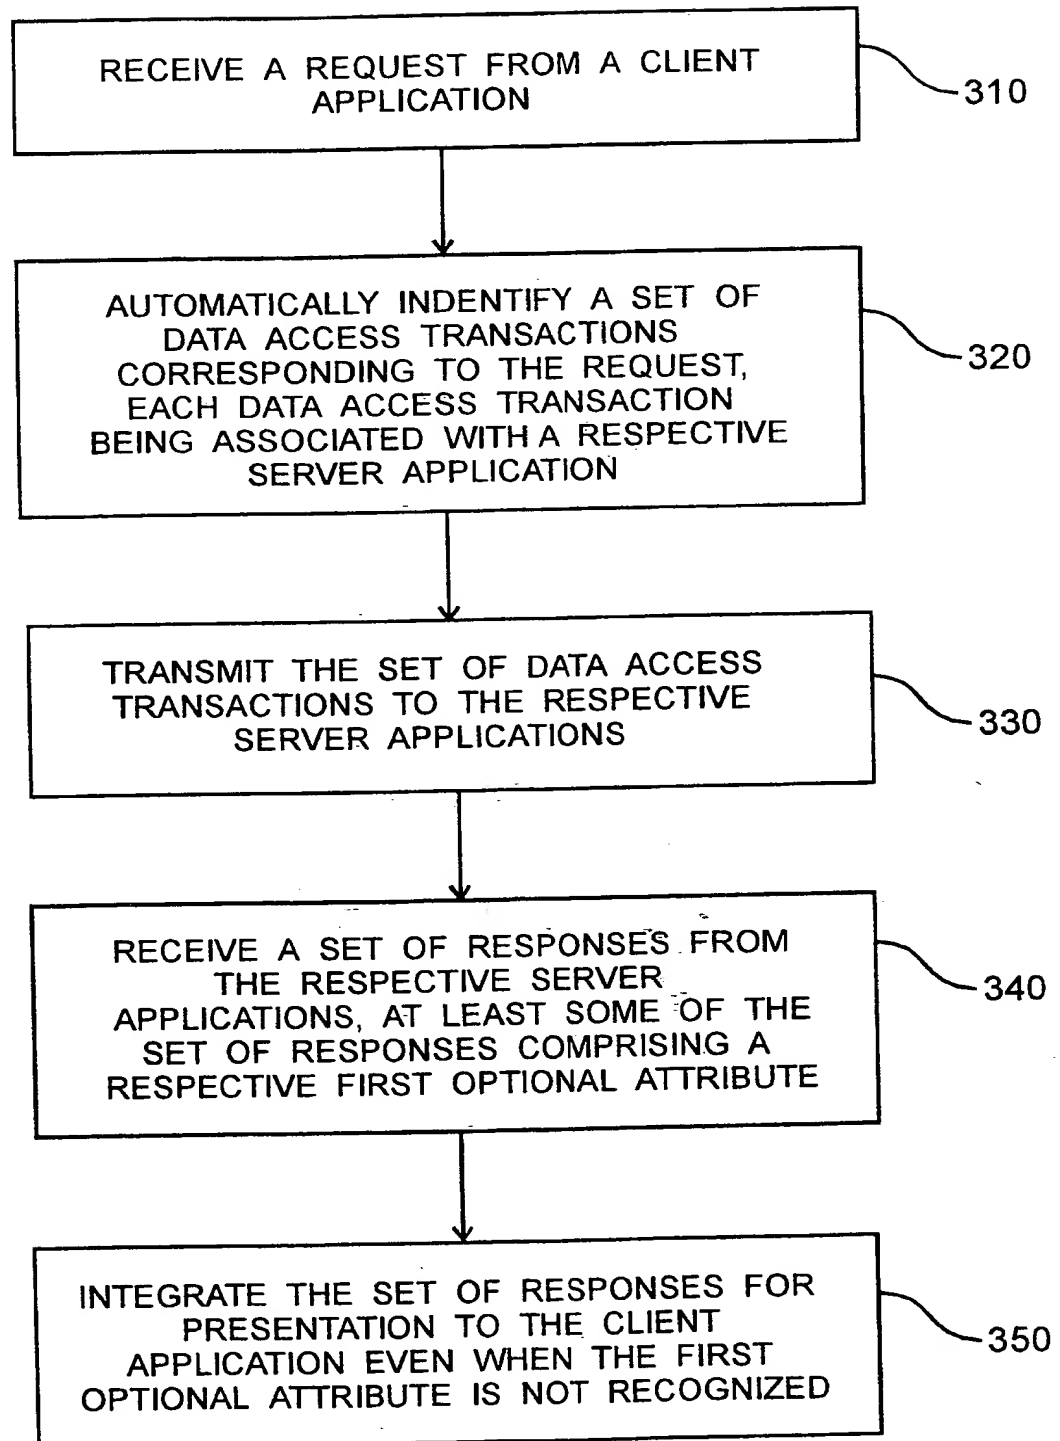 RECEIVE A REQUEST FROM A CLIENT
APPLICATION
310
AUTOMATICALLY INDENTIFY A SET OF
DATA ACCESS TRANSACTIONS
CORRESPONDING TO THE REQUEST,
EACH DATA ACCESS TRANSACTION
BEING ASSOCIATED WITH A RESPECTIVE
SERVER APPLICATION
320
TRANSMIT THE SET OF DATA ACCESS
TRANSACTIONS TO THE RESPECTIVE
SERVER APPLICATIONS
330
RECEIVE A SET OF RESPONSES FROM
THE RESPECTIVE SERVER
APPLICATIONS, AT LEAST SOME OF THE
SET OF RESPONSES COMPRISING A
RESPECTIVE FIRST OPTIONAL ATTRIBUTE
340
INTEGRATE THE SET OF RESPONSES FOR
PRESENTATION TO THE CLIENT
APPLICATION EVEN WHEN THE FIRST
OPTIONAL ATTRIBUTE IS NOT RECOGNIZED
350